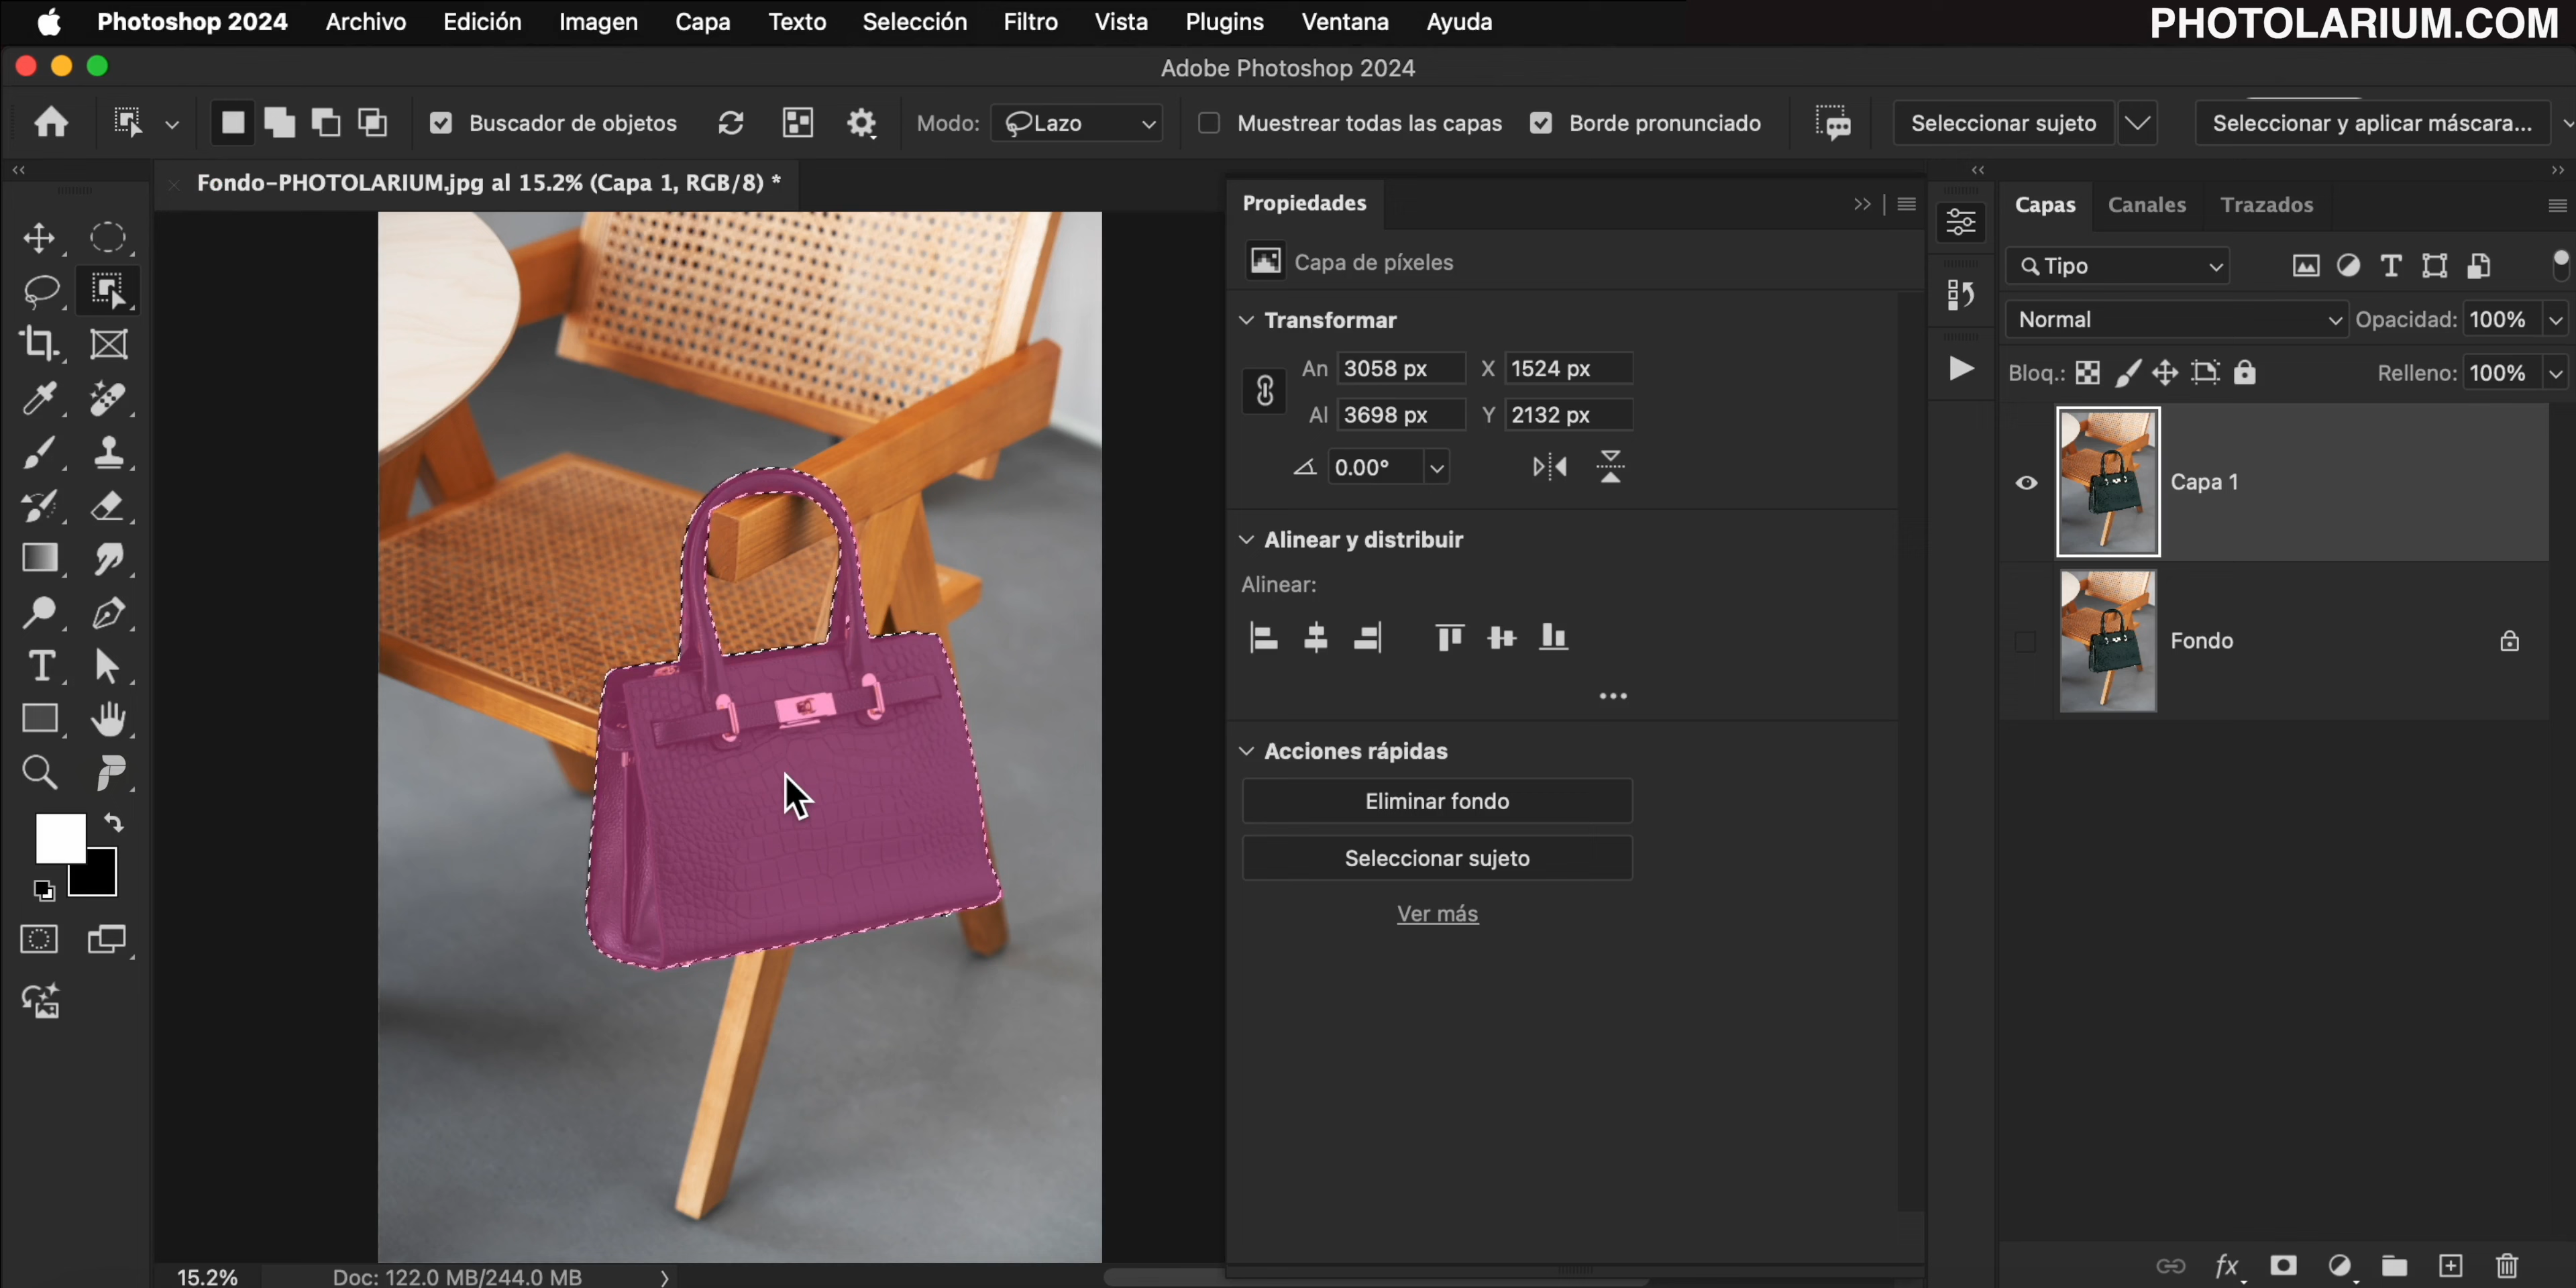 Photoshop 2024 Archivo Edición Imagen Capa Texto Selección Filtro Vista Plugins Ventana Ayuda PHOTOLARIUM.COM
Adobe Photoshop 2024
Buscador de objetos Modo: Lazo Muestrear todas las capas Borde pronunciado Seleccionar sujeto Seleccionar y aplicar máscara...
Fondo-PHOTOLARIUM.jpg al 15.2% (Capa 1, RGB/8) *
Propiedades
Capa de píxeles
Transformar
An 3058 px X 1524 px
Al 3698 px Y 2132 px
0.00°
Alinear y distribuir
Alinear:
Acciones rápidas
Eliminar fondo
Seleccionar sujeto
Ver más
Capas Canales Trazados
Tipo
Normal Opacidad: 100%
Bloq.: Relleno: 100%
Capa 1
Fondo
fx
15.2% Doc: 122.0 MB/244.0 MB